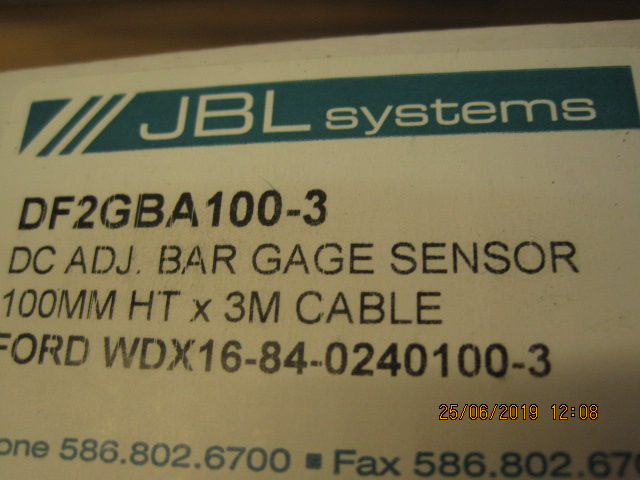 JBL systems
DF2GBA100-3
DC ADJ. BAR GAGE SENSOR
100MM HT x 3M CABLE
FORD WDX16-84-0240100-3
25/06/2019 12:08
one 586.802.6700 ■ Fax 586.802.670